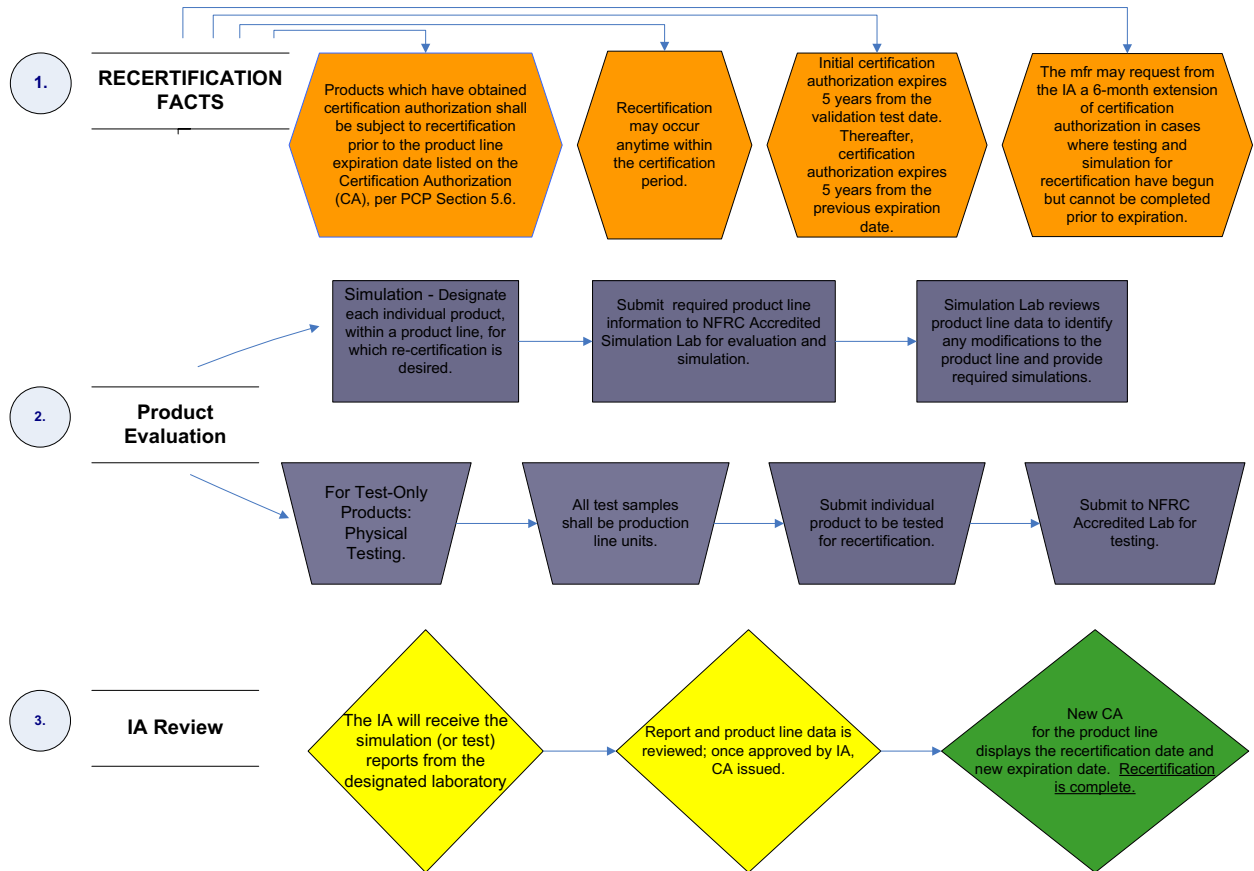 1.
RECERTIFICATION
FACTS
Products which have obtained
certification authorization shall
be subject to recertification
prior to the product line
expiration date listed on the
Certification Authorization
(CA), per PCP Section 5.6.
Recertification
may occur
anytime within
the certification
period.
Initial certification
authorization expires
5 years from the
validation test date.
Thereafter,
certification
authorization expires
5 years from the
previous expiration
date.
The mfr may request from
the IA a 6-month extension
of certification
authorization in cases
where testing and
simulation for
recertification have begun
but cannot be completed
prior to expiration.
2.
Product
Evaluation
Simulation - Designate
each individual product,
within a product line, for
which re-certification is
desired.
Submit required product line
information to NFRC Accredited
Simulation Lab for evaluation and
simulation.
Simulation Lab reviews
product line data to identify
any modifications to the
product line and provide
required simulations.
For Test-Only
Products:
Physical
Testing.
All test samples
shall be production
line units.
Submit individual
product to be tested
for recertification.
Submit to NFRC
Accredited Lab for
testing.
3.
IA Review
The IA will receive the
simulation (or test)
reports from the
designated laboratory
Report and product line data is
reviewed; once approved by IA,
CA issued.
New CA
for the product line
displays the recertification date and
new expiration date. Recertification
is complete.